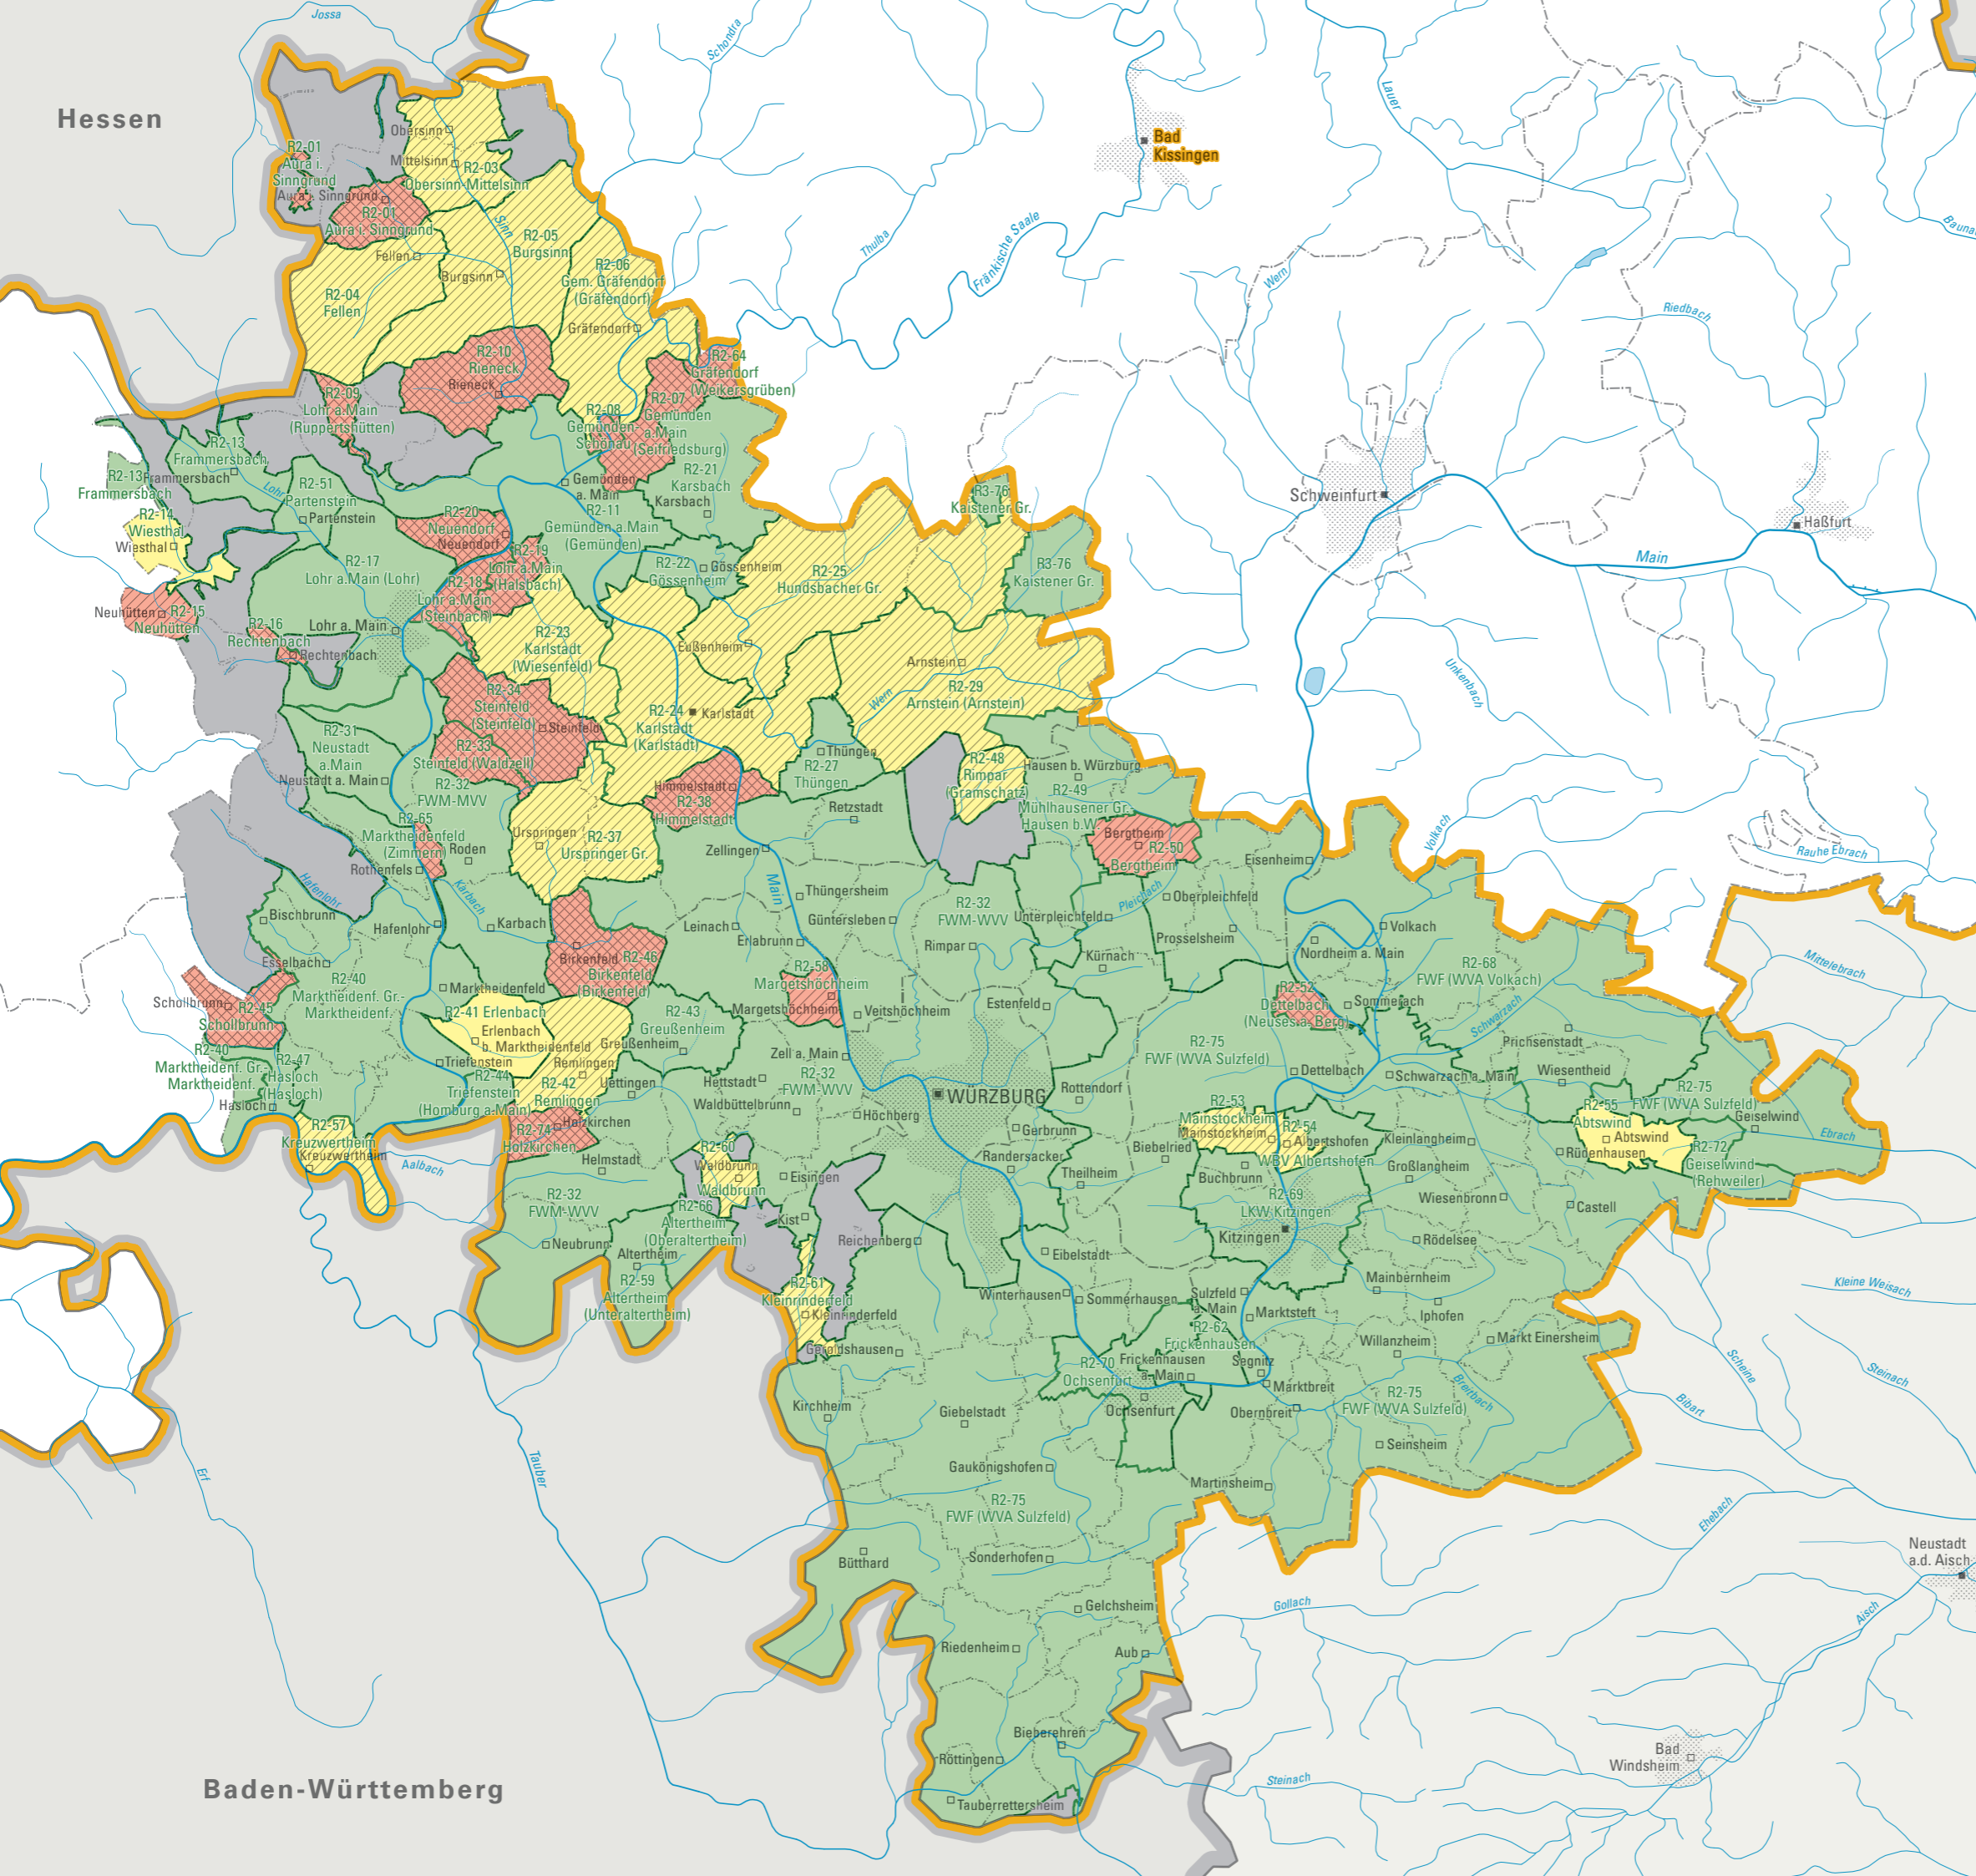 Jossa
Schondra
Lauer
Hessen
Bad
Kissingen
Obersinn
Mittelsinn
R2-03
Obersinn-Mittelsinn
R2-01
Aura i.
Sinngrund
Aura i. Sinngrund
R2-01
Aura i. Sinngrund
Sinn
Thulba
Fränkische Saale
Wern
Baunach
R2-05
Burgsinn
Fellen
Burgsinn
R2-06
Gem. Gräfendorf
(Gräfendorf)
R2-04
Fellen
Gräfendorf
Riedbach
R2-10
Rieneck
Rieneck
R2-64
Gräfendorf
(Weikersgrüben)
R2-09
Lohr a.Main
(Ruppertshütten)
R2-08
Gemünden-
Schönau
R2-07
Gemünden
a.Main
(Seifriedsburg)
R2-13
Frammersbach
R2-13
Frammersbach
Frammersbach
Lohr
R2-51
Partenstein
Partenstein
Gemünden
a. Main
R2-21
Karsbach
Karsbach
R2-11
Gemünden a.Main
(Gemünden)
R3-76
Kaistener Gr.
Schweinfurt
Haßfurt
Main
R2-14
Wiesthal
Wiesthal
R2-20
Neuendorf
Neuendorf
R2-19
Lohr a.Main
(Halsbach)
R2-17
Lohr a.Main (Lohr)
R2-18
Lohr a.Main
(Steinbach)
R2-22
Gössenheim
Gössenheim
R2-25
Hundsbacher Gr.
R3-76
Kaistener Gr.
Neuhütten
R2-15
Neuhütten
R2-16
Rechtenbach
Rechtenbach
Lohr a. Main
R2-23
Karlstadt
(Wiesenfeld)
Eußenheim
Arnstein
R2-29
Arnstein (Arnstein)
Wern
Unkenbach
R2-34
Steinfeld
(Steinfeld)
Steinfeld
R2-24
Karlstadt
(Karlstadt)
Karlstadt
R2-31
Neustadt
a.Main
Neustadt a. Main
R2-33
Steinfeld (Waldzell)
R2-32
FWM-MVV
Thüngen
R2-27
Thüngen
R2-48
Rimpar
(Gramschatz)
Hausen b. Würzburg
R2-49
Mühlhausener Gr.-
Hausen b.W.
Himmelstadt
R2-38
Himmelstadt
Retzstadt
R2-65
Marktheidenfeld
(Zimmern)
Roden
Rothenfels
Urspringen
R2-37
Urspringer Gr.
Zellingen
Bergtheim
R2-50
Bergtheim
Eisenheim
Volkach
Rauhe Ebrach
Hafenlohr
Karbach
Main
Thüngersheim
Güntersleben
R2-32
FWM-WVV
Unterpleichfeld
Pleichach
Oberpleichfeld
Bischbrunn
Hafenlohr
Karbach
Leinach
Erlabrunn
Rimpar
Kürnach
Prosselsheim
Volkach
Nordheim a. Main
R2-68
FWF (WVA Volkach)
Mittelebrach
Esselbach
Birkenfeld
R2-46
Birkenfeld
(Birkenfeld)
R2-58
Margetshöchheim
Margetshöchheim
Schollbrunn
R2-45
Schollbrunn
R2-40
Marktheidenf. Gr.-
Marktheidenf.
Marktheidenfeld
R2-41 Erlenbach
Erlenbach
b. Marktheidenfeld
R2-43
Greußenheim
Greußenheim
Veitshöchheim
Estenfeld
R2-52
Dettelbach
(Neuses a. Berg)
Sommerach
Schwarzach
Prichsenstadt
R2-40
Marktheidenf. Gr.-
Marktheidenf.
R2-47
Hasloch
(Hasloch)
Hasloch
Triefenstein
R2-44
Triefenstein
(Homburg a.Main)
Remlingen
R2-42
Remlingen
Uettingen
Zell a. Main
Hettstadt
R2-32
FWM-WVV
Waldbüttelbrunn
Höchberg
WÜRZBURG
Rottendorf
R2-75
FWF (WVA Sulzfeld)
Dettelbach
Schwarzach a. Main
Wiesentheid
R2-75
FWF (WVA Sulzfeld)
Geiselwind
R2-57
Kreuzwertheim
Kreuzwertheim
Aalbach
R2-74
Holzkirchen
Holzkirchen
Helmstadt
R2-60
Waldbrunn
Waldbrunn
Eisingen
Gerbrunn
Randersacker
Theilheim
Biebelried
R2-53
Mainstockheim
Mainstockheim
R2-54
Albertshofen
WBV Albertshofen
Buchbrunn
Kleinlangheim
Großlangheim
R2-55
Abtswind
Abtswind
Rüdenhausen
R2-72
Geiselwind
(Rehweiler)
Ebrach
R2-32
FWM-WVV
R2-66
Altertheim
(Oberaltertheim)
Kist
Reichenberg
Neubrunn
Altertheim
R2-59
Altertheim
(Unteraltertheim)
R2-69
LKW Kitzingen
Kitzingen
Wiesenbronn
Castell
Rödelsee
Eibelstadt
R2-61
Kleinrinderfeld
Kleinrinderfeld
Geroldshausen
Winterhausen
Sommerhausen
Sulzfeld
a. Main
Marktsteft
Mainbernheim
Iphofen
Kleine Weisach
R2-62
Frickenhausen
Willanzheim
Markt Einersheim
R2-70
Ochsenfurt
Frickenhausen
a. Main
Segnitz
Marktbreit
Scheine
Steinach
Bibart
Ochsenfurt
Obernbreit
R2-75
FWF (WVA Sulzfeld)
Breitbach
Kirchheim
Giebelstadt
Seinsheim
Erf
Tauber
Gaukönigshofen
Martinsheim
R2-75
FWF (WVA Sulzfeld)
Ehebach
Neustadt
a.d. Aisch
Bütthard
Sonderhofen
Gelchsheim
Gollach
Aisch
Riedenheim
Aub
Bieberehren
Bad
Windsheim
Röttingen
Steinach
Baden-Württemberg
Tauberrettersheim